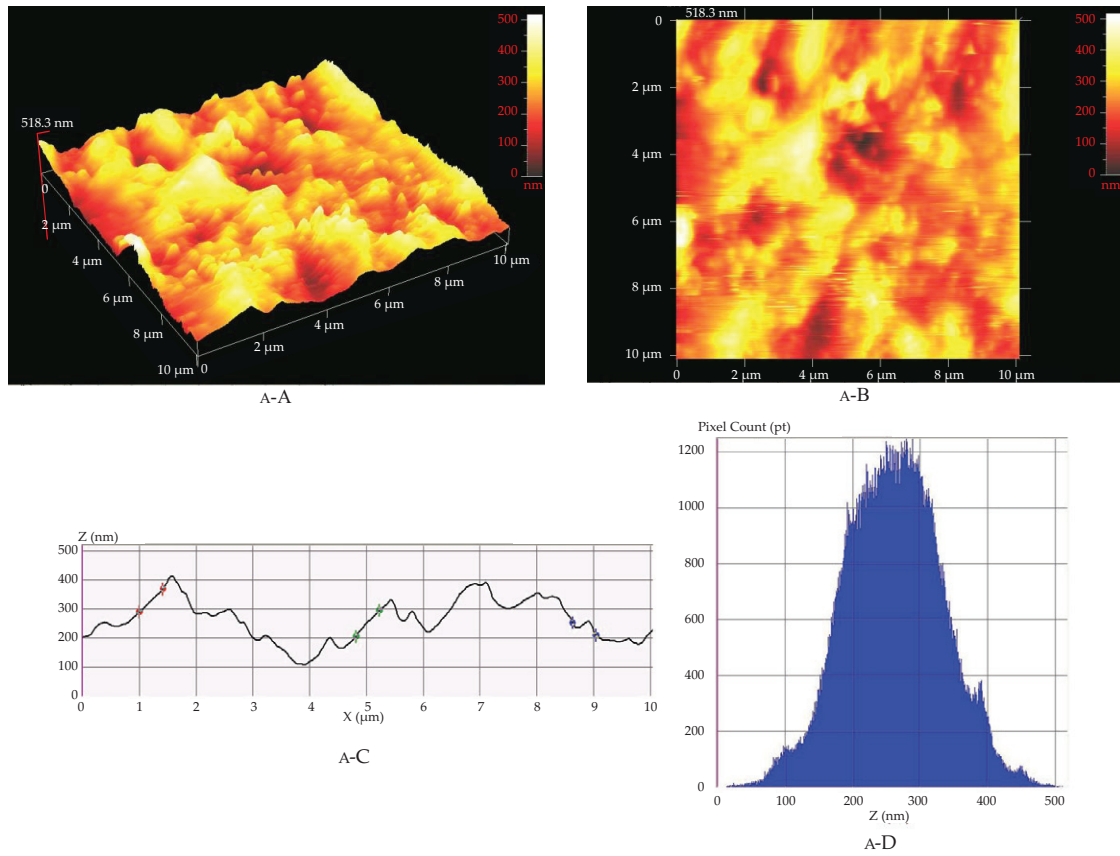 500
400
300
200
100
0
nm
518.3 nm
0
2 µm
4 µm
6 µm
8 µm
10 µm
0
2 µm
4 µm
6 µm
8 µm
10 µm
A-A
518.3 nm
0
2 µm
4 µm
6 µm
8 µm
10 µm
0
2 µm
4 µm
6 µm
8 µm
10 µm
500
400
300
200
100
0
nm
A-B
Z (nm)
500
400
300
200
100
0
0 1 2 3 4 5 6 7 8 9 10
X (µm)
A-C
Pixel Count (pt)
1200
1000
800
600
400
200
0
0 100 200 300 400 500
Z (nm)
A-D